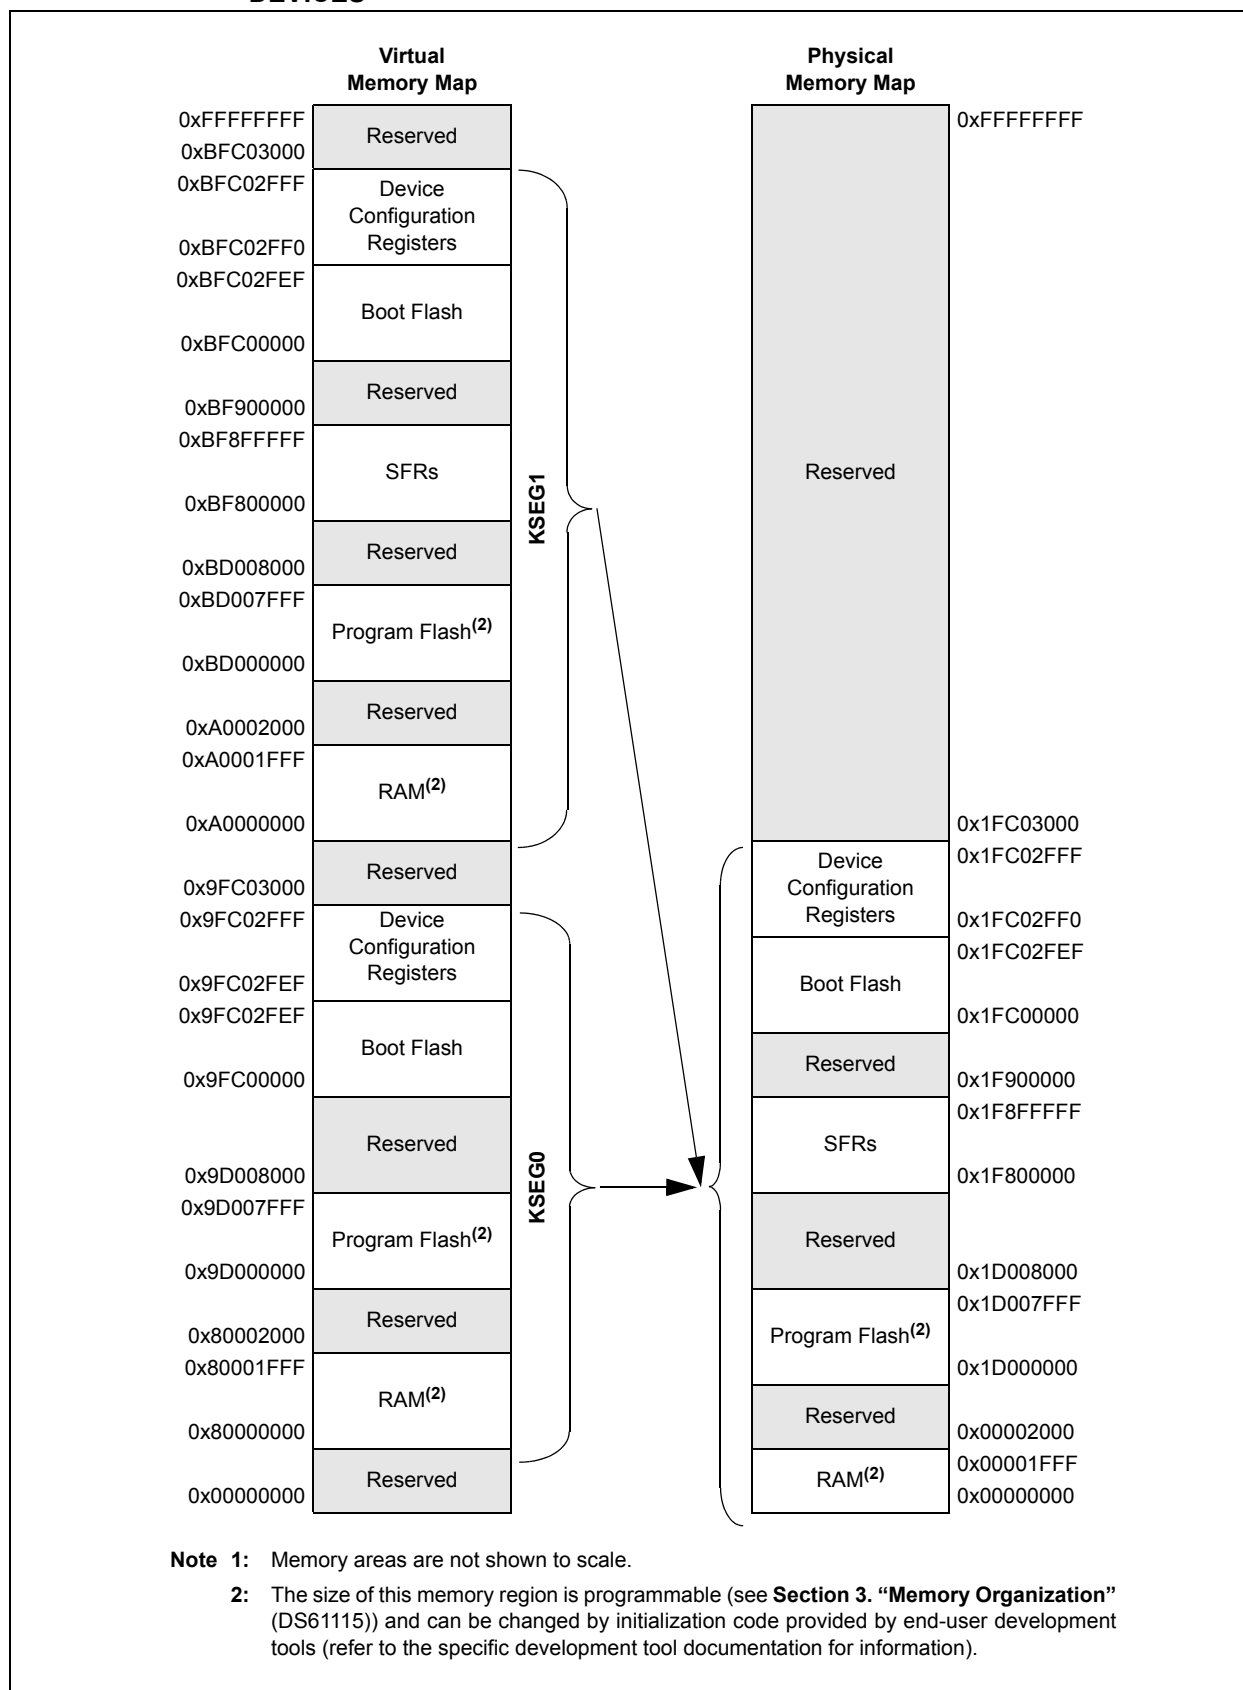 DEVICES
Virtual
Memory Map
Physical
Memory Map
0xFFFFFFFF
Reserved
0xBFC03000
0xBFC02FFF
Device
Configuration
Registers
0xBFC02FF0
0xBFC02FEF
Boot Flash
0xBFC00000
Reserved
0xBF900000
0xBF8FFFFF
SFRs
0xBF800000
Reserved
0xBD008000
0xBD007FFF
Program Flash(2)
0xBD000000
Reserved
0xA0002000
0xA0001FFF
RAM(2)
0xA0000000
KSEG1
Reserved
0x9FC03000
0x9FC02FFF
Device
Configuration
Registers
0x9FC02FEF
0x9FC02FEF
Boot Flash
0x9FC00000
Reserved
0x9D008000
0x9D007FFF
Program Flash(2)
0x9D000000
Reserved
0x80002000
0x80001FFF
RAM(2)
0x80000000
KSEG0
Reserved
0x00000000
0xFFFFFFFF
Reserved
0x1FC03000
0x1FC02FFF
Device
Configuration
Registers
0x1FC02FF0
0x1FC02FEF
Boot Flash
0x1FC00000
Reserved
0x1F900000
0x1F8FFFFF
SFRs
0x1F800000
Reserved
0x1D008000
0x1D007FFF
Program Flash(2)
0x1D000000
Reserved
0x00002000
0x00001FFF
RAM(2)
0x00000000
Note 1: Memory areas are not shown to scale.
2: The size of this memory region is programmable (see Section 3. “Memory Organization”
(DS61115)) and can be changed by initialization code provided by end-user development
tools (refer to the specific development tool documentation for information).